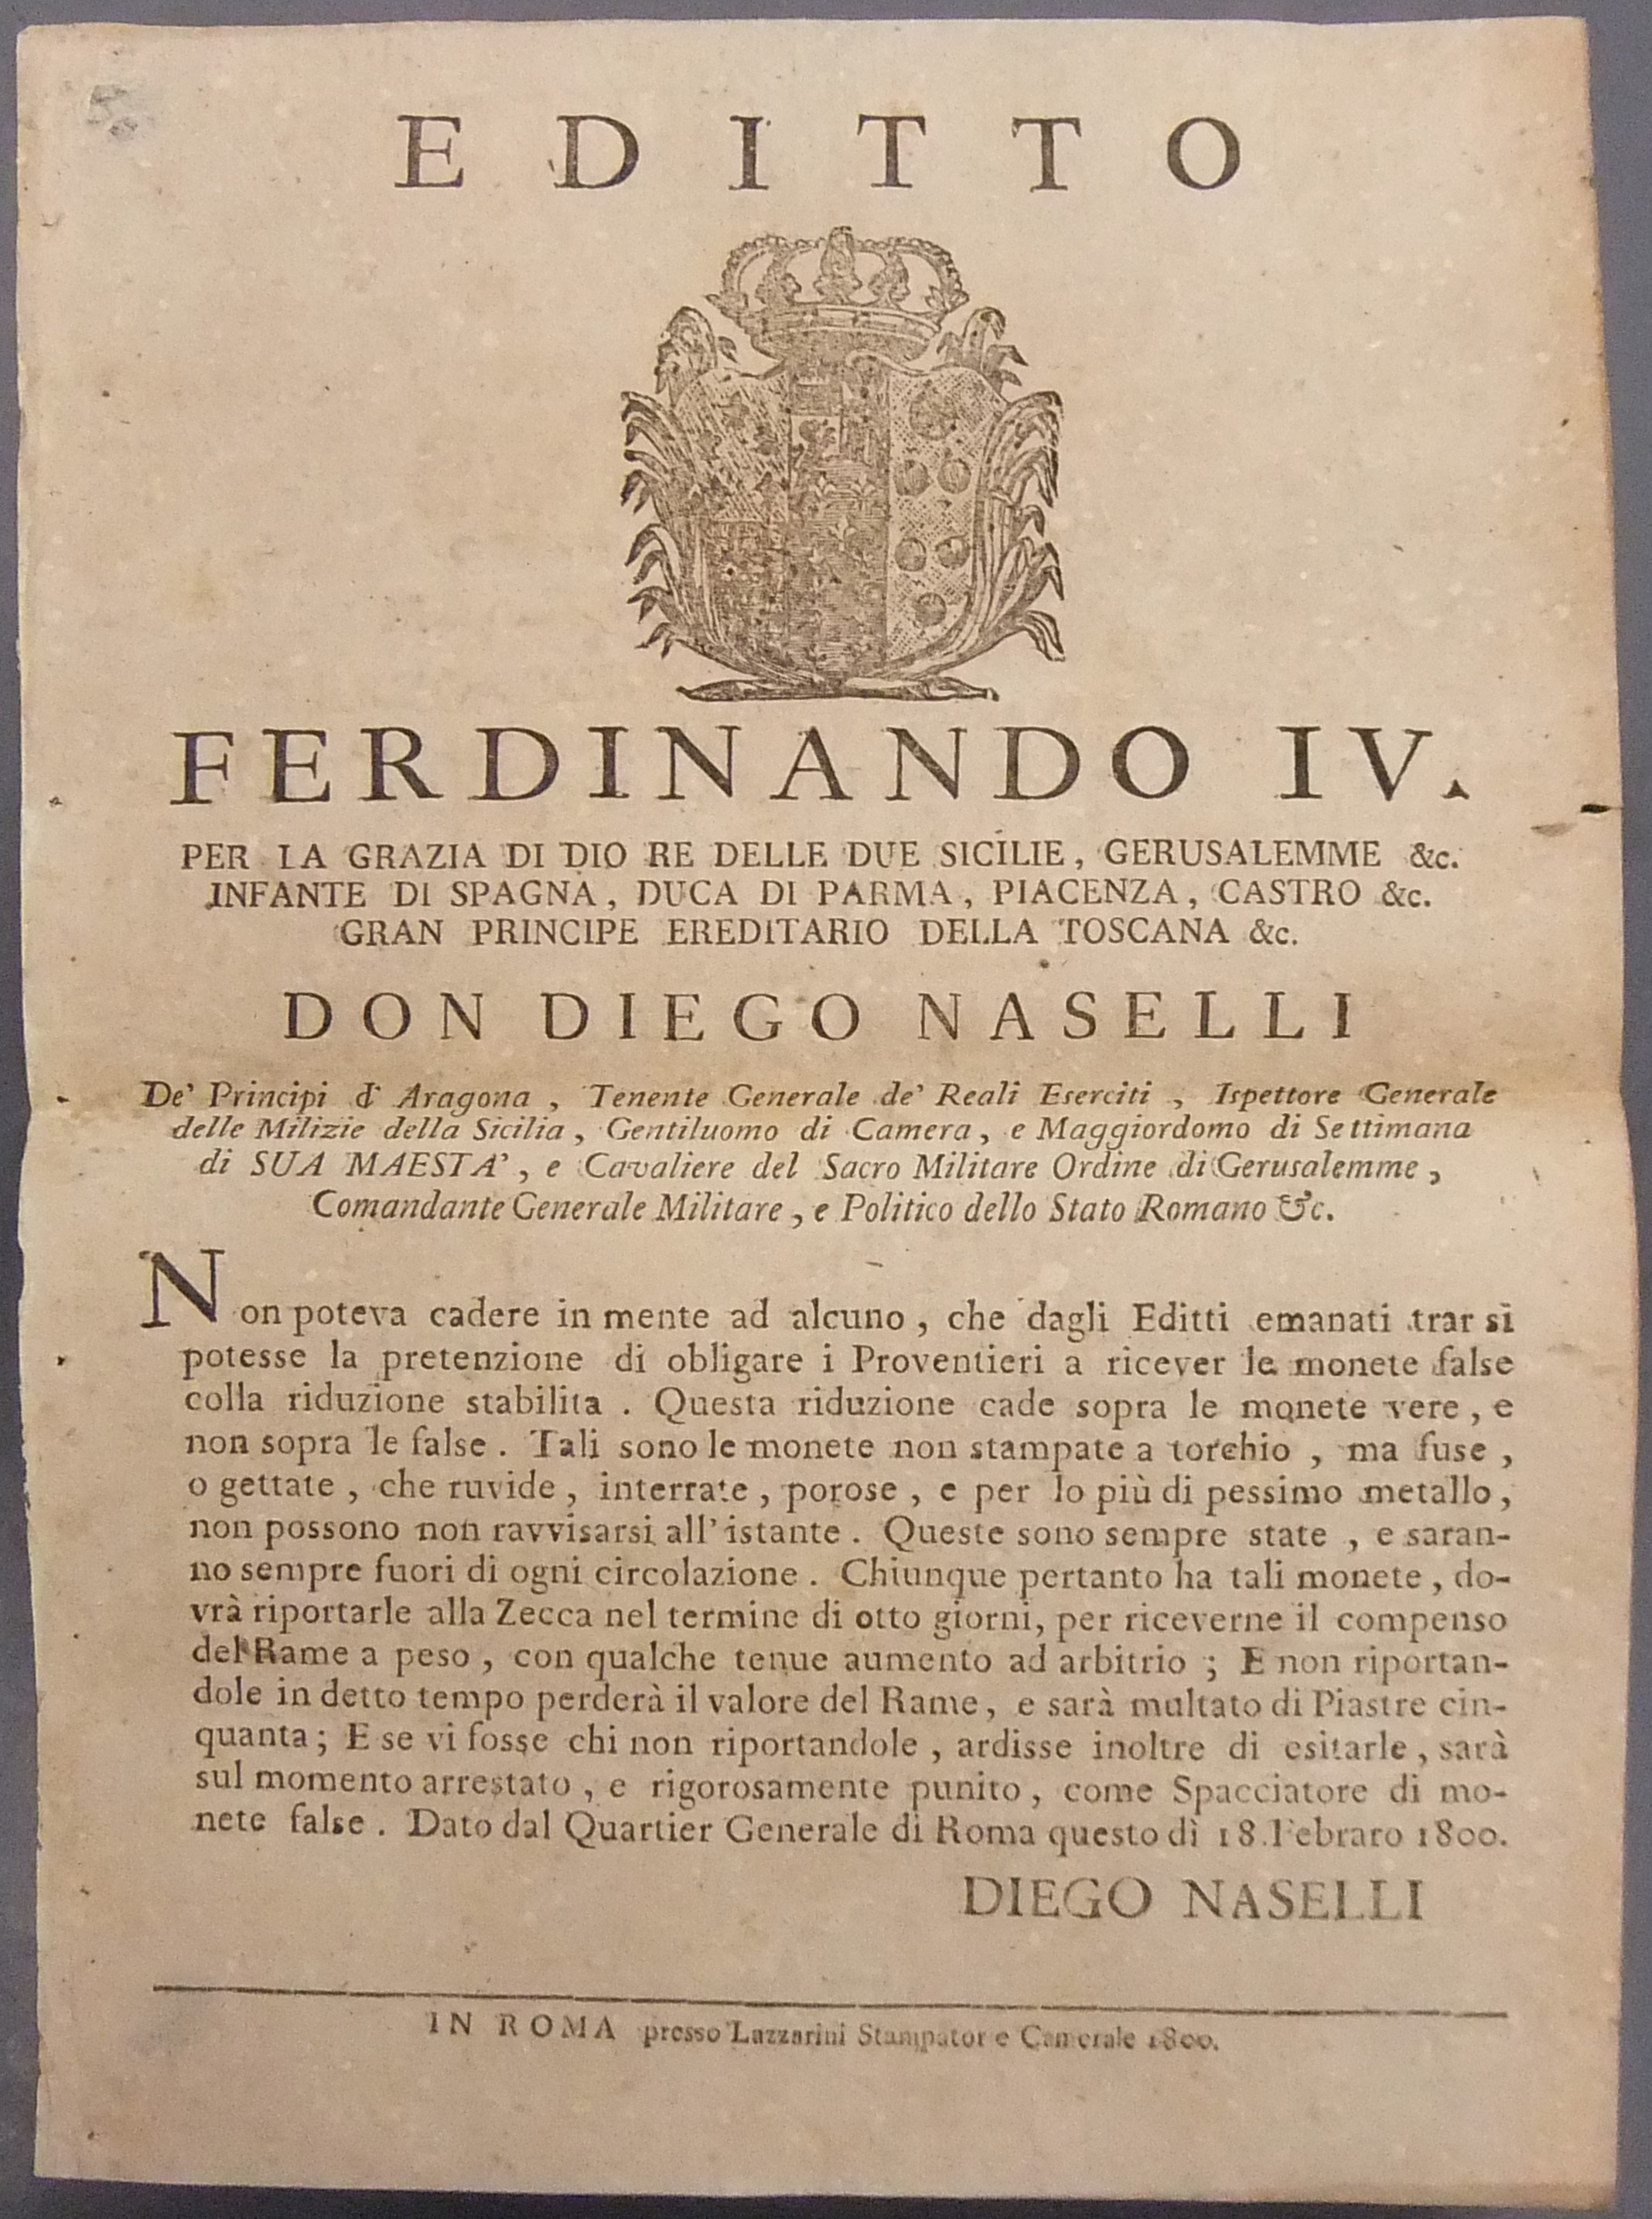 EDITTO
FERDINANDO IV.
PER LA GRAZIA DI DIO RE DELLE DUE SICILIE, GERUSALEMME &c.
INFANTE DI SPAGNA, DUCA DI PARMA, PIACENZA, CASTRO &c.
GRAN PRINCIPE EREDITARIO DELLA TOSCANA &c.
DON DIEGO NASELLI
De' Principi d' Aragona, Tenente Generale de' Reali Eserciti, Ispettore Generale
delle Milizie della Sicilia, Gentiluomo di Camera, e Maggiordomo di Settimana
di SUA MAESTA', e Cavaliere del Sacro Militare Ordine di Gerusalemme,
Comandante Generale Militare, e Politico dello Stato Romano &c.
Non poteva cadere in mente ad alcuno, che dagli Editti emanati trar si
potesse la pretenzione di obligare i Proventieri a ricever le monete false
colla riduzione stabilita. Questa riduzione cade sopra le monete vere, e
non sopra le false. Tali sono le monete non stampate a torchio, ma fuse,
o gettate, che ruvide, interrate, porose, e per lo più di pessimo metallo,
non possono non ravvisarsi all' istante. Queste sono sempre state, e saran-
no sempre fuori di ogni circolazione. Chiunque pertanto ha tali monete, do-
vrà riportarle alla Zecca nel termine di otto giorni, per riceverne il compenso
del Rame a peso, con qualche tenue aumento ad arbitrio; E non riportan-
dole in detto tempo perderà il valore del Rame, e sarà multato di Piastre cin-
quanta; E se vi fosse chi non riportandole, ardisse inoltre di esitarle, sarà
sul momento arrestato, e rigorosamente punito, come Spacciatore di mo-
nete false. Dato dal Quartier Generale di Roma questo dì 18. Febraro 1800.
DIEGO NASELLI
IN ROMA presso Lazzarini Stampatore Camerale 1800.